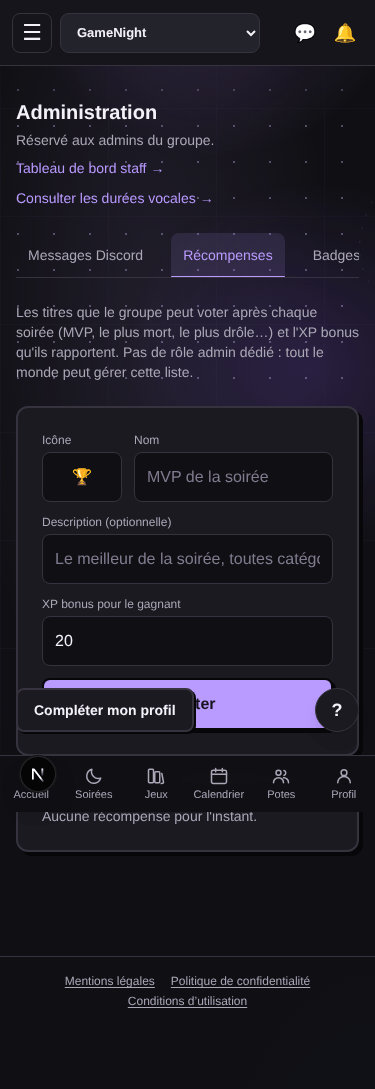 GameNight
Administration
Réservé aux admins du groupe.
Tableau de bord staff →
Consulter les durées vocales →
Messages Discord
Récompenses
Badges
Les titres que le groupe peut voter après chaque
soirée (MVP, le plus mort, le plus drôle…) et l'XP bonus
qu'ils rapportent. Pas de rôle admin dédié : tout le
monde peut gérer cette liste.
Icône
Nom
MVP de la soirée
Description (optionnelle)
Le meilleur de la soirée, toutes catégo
XP bonus pour le gagnant
20
ter
Compléter mon profil
?
N
Accueil
Soirées
Jeux
Calendrier
Potes
Profil
Aucune récompense pour l'instant.
Mentions légales
Politique de confidentialité
Conditions d'utilisation